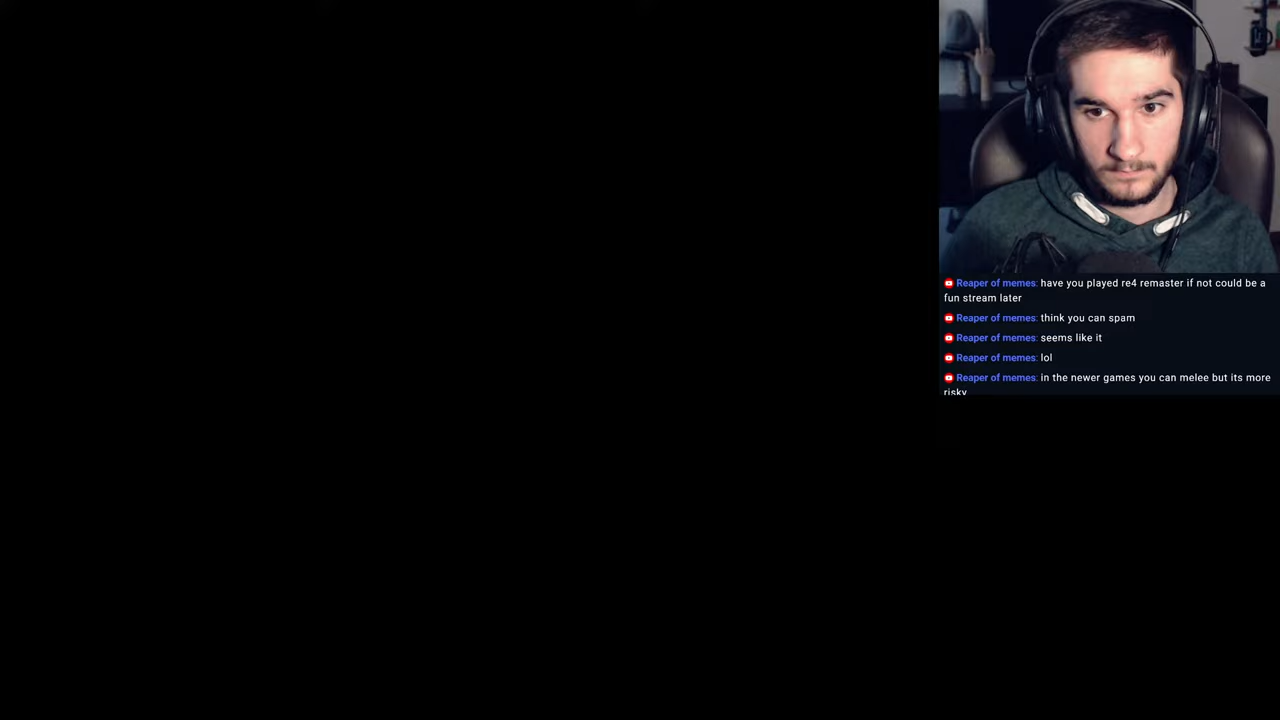 Reaper of memes: have you played re4 remaster if not could be a
fun stream later
Reaper of memes: think you can spam
Reaper of memes: seems like it
Reaper of memes: lol
Reaper of memes: in the newer games you can melee but its more
risky